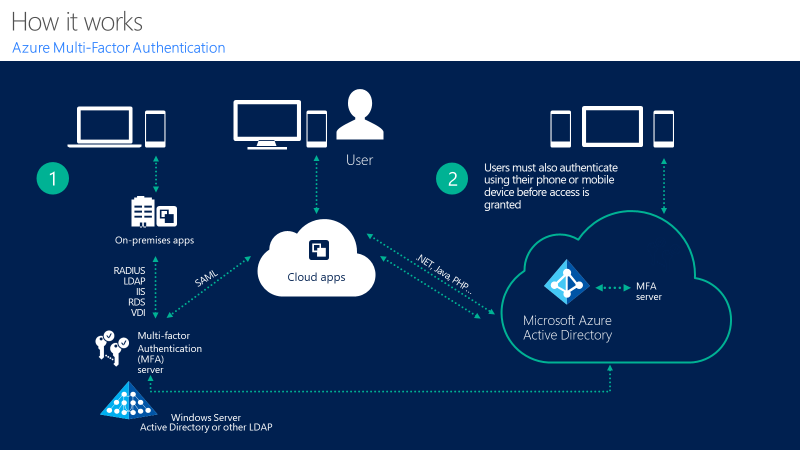 How it works
Azure Multi-Factor Authentication
User
1
2
Users must also authenticate
using their phone or mobile
device before access is
granted
On-premises apps
Cloud apps
RADIUS
LDAP
IIS
RDS
VDI
SAML
.NET, Java, PHP...
MFA
server
Microsoft Azure
Active Directory
Multi-factor
Authentication
(MFA)
server
Windows Server
Active Directory or other LDAP